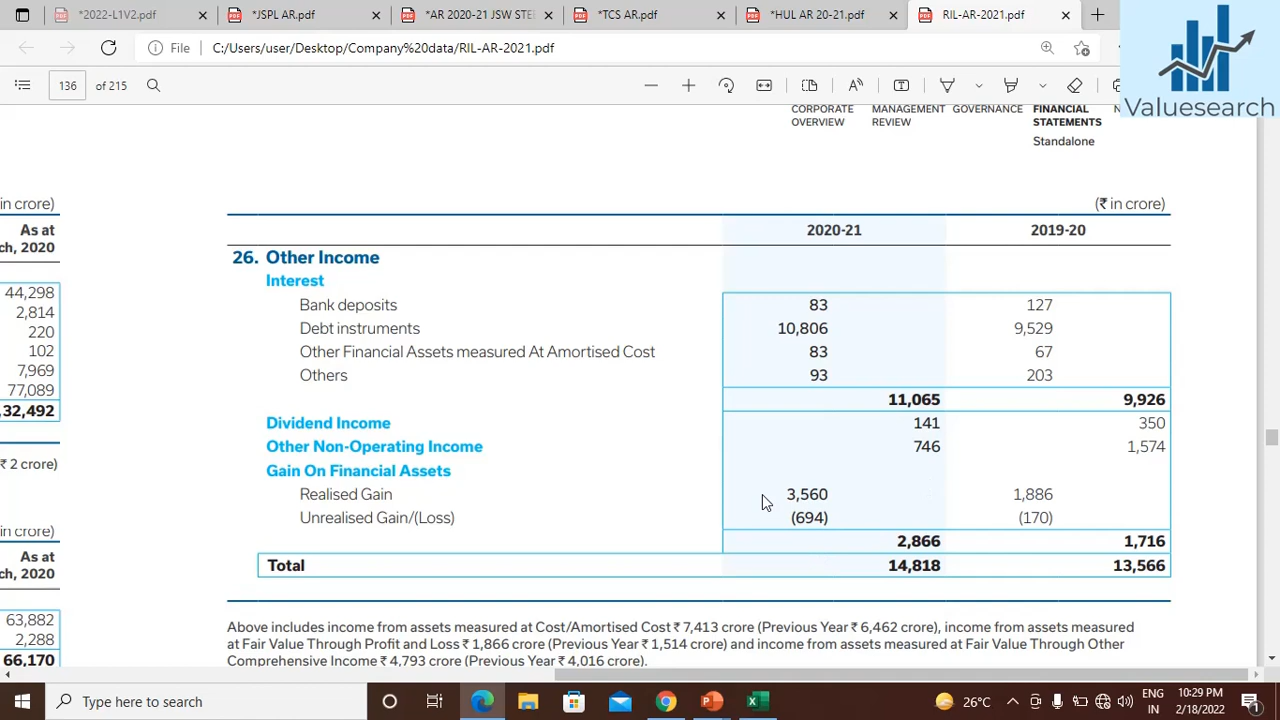 *2022-L1V2.pdf
*JSPL AR.pdf
*AR 2020-21 JSW STE
*TCS AR.pdf
*HUL AR 20-21.pdf
RIL-AR-2021.pdf
File C:/Users/user/Desktop/Company%20data/RIL-AR-2021.pdf
136 of 215
Valuesearch
CORPORATE OVERVIEW
MANAGEMENT REVIEW
GOVERNANCE
FINANCIAL STATEMENTS
Standalone
in crore)
As at
ch, 2020
44,298
2,814
220
102
7,969
77,089
,32,492
₹ 2 crore)
in crore)
As at
ch, 2020
63,882
2,288
66,170
(₹ in crore)
2020-21 2019-20
26. Other Income
Interest
Bank deposits 83 127
Debt instruments 10,806 9,529
Other Financial Assets measured At Amortised Cost 83 67
Others 93 203
11,065 9,926
Dividend Income 141 350
Other Non-Operating Income 746 1,574
Gain On Financial Assets
Realised Gain 3,560 1,886
Unrealised Gain/(Loss) (694) (170)
2,866 1,716
Total 14,818 13,566
Above includes income from assets measured at Cost/Amortised Cost ₹ 7,413 crore (Previous Year ₹ 6,462 crore), income from assets measured
at Fair Value Through Profit and Loss ₹ 1,866 crore (Previous Year ₹ 1,514 crore) and income from assets measured at Fair Value Through Other
Comprehensive Income ₹ 4,793 crore (Previous Year ₹ 4,016 crore).
Type here to search
26°C
ENG
IN
10:29 PM
2/18/2022
1